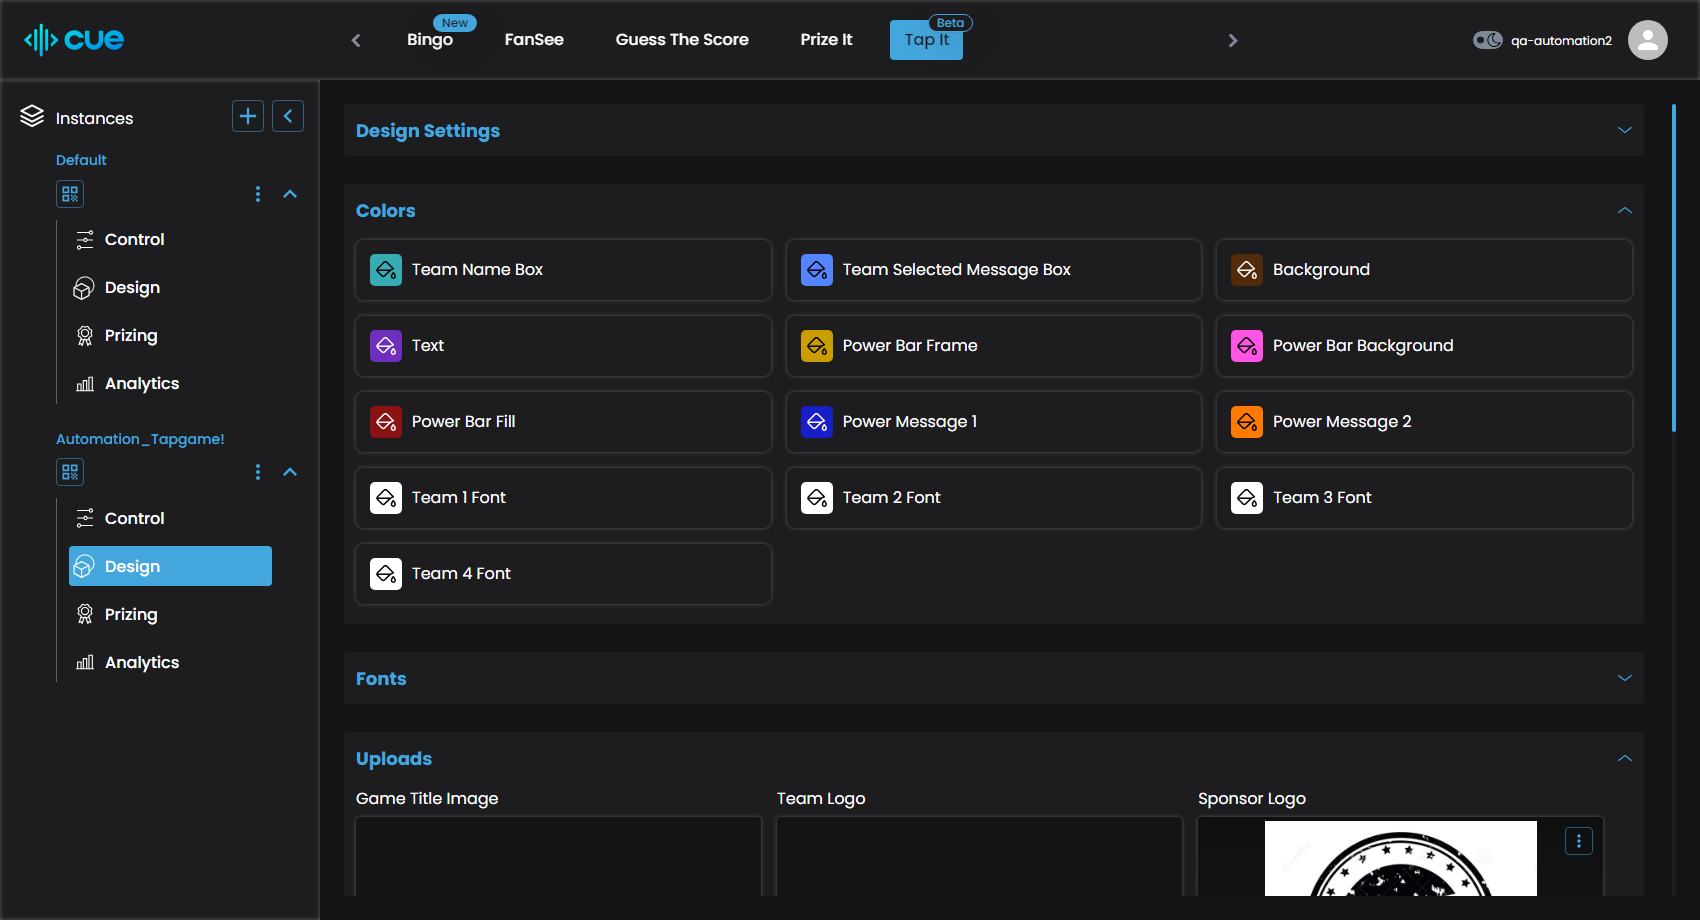 cue
New
Bingo
FanSee
Guess The Score
Prize It
Beta
Tap It
qa-automation2
Instances
Default
Control
Design
Prizing
Analytics
Automation_Tapgame!
Control
Design
Prizing
Analytics
Design Settings
Colors
Team Name Box
Team Selected Message Box
Background
Text
Power Bar Frame
Power Bar Background
Power Bar Fill
Power Message 1
Power Message 2
Team 1 Font
Team 2 Font
Team 3 Font
Team 4 Font
Fonts
Uploads
Game Title Image
Team Logo
Sponsor Logo